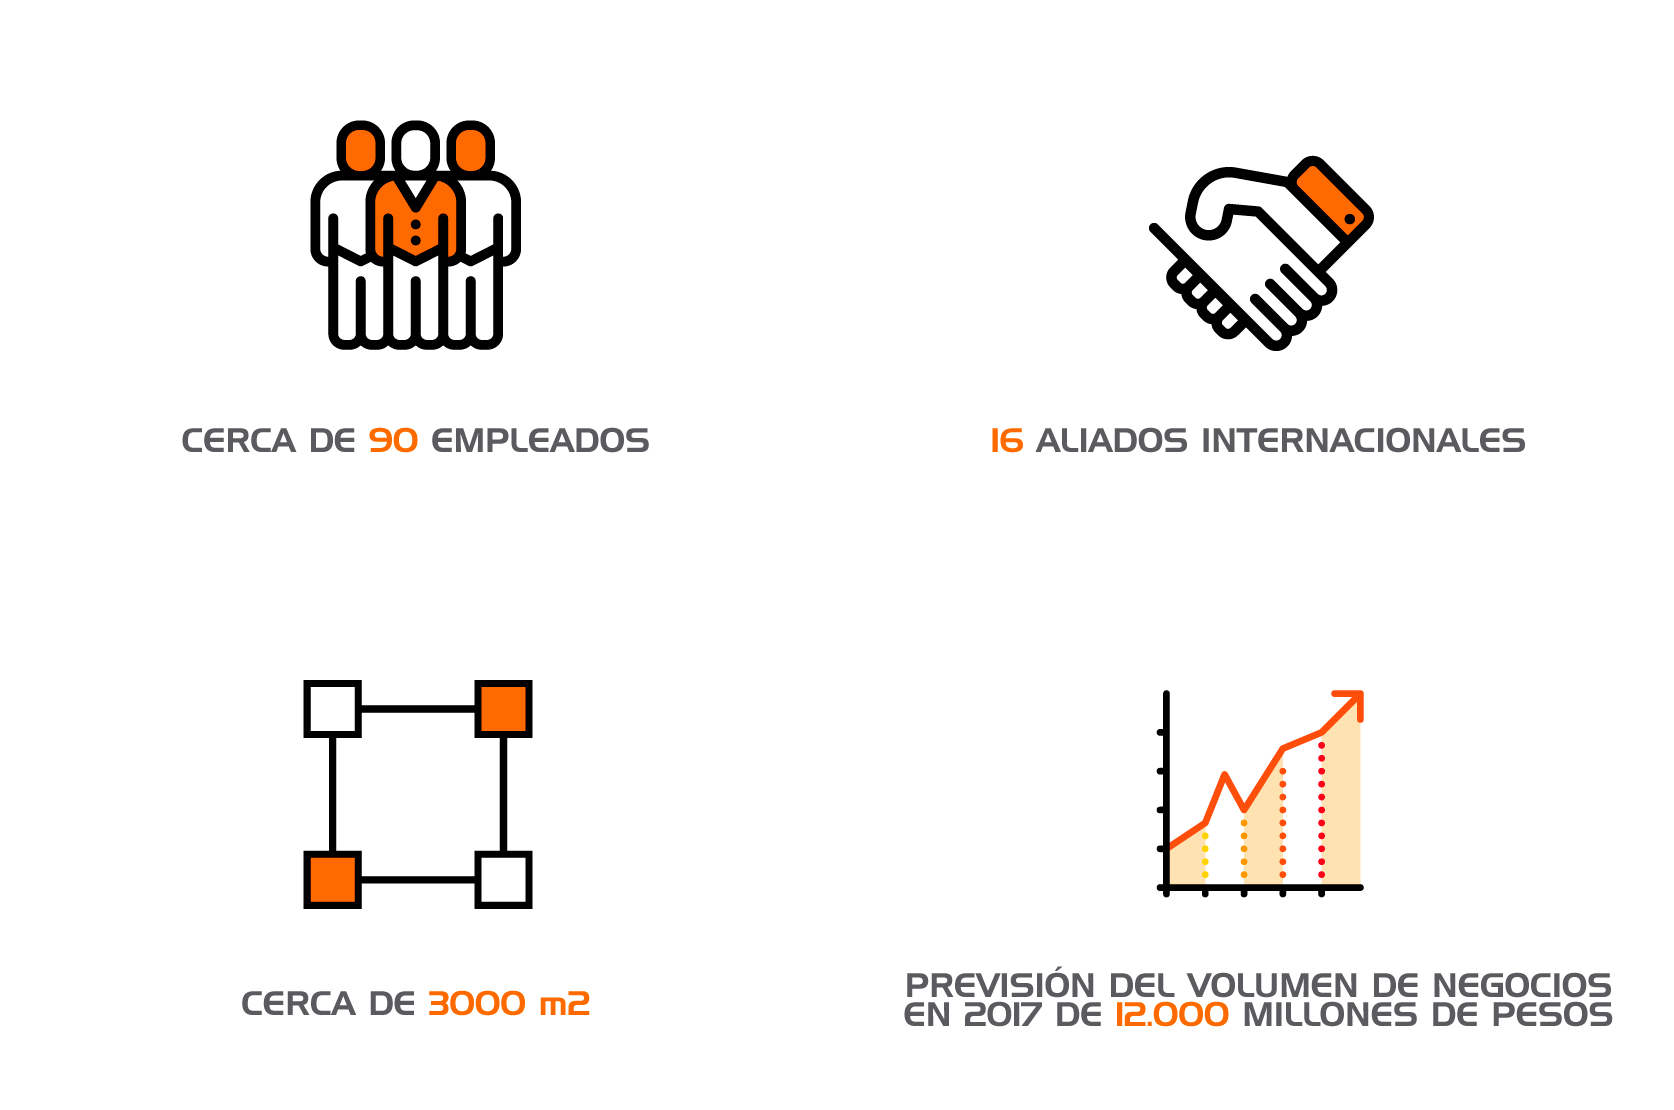 CERCA DE 90 EMPLEADOS
16 ALIADOS INTERNACIONALES
CERCA DE 3000 m2
PREVISIÓN DEL VOLUMEN DE NEGOCIOS
EN 2017 DE 12.000 MILLONES DE PESOS